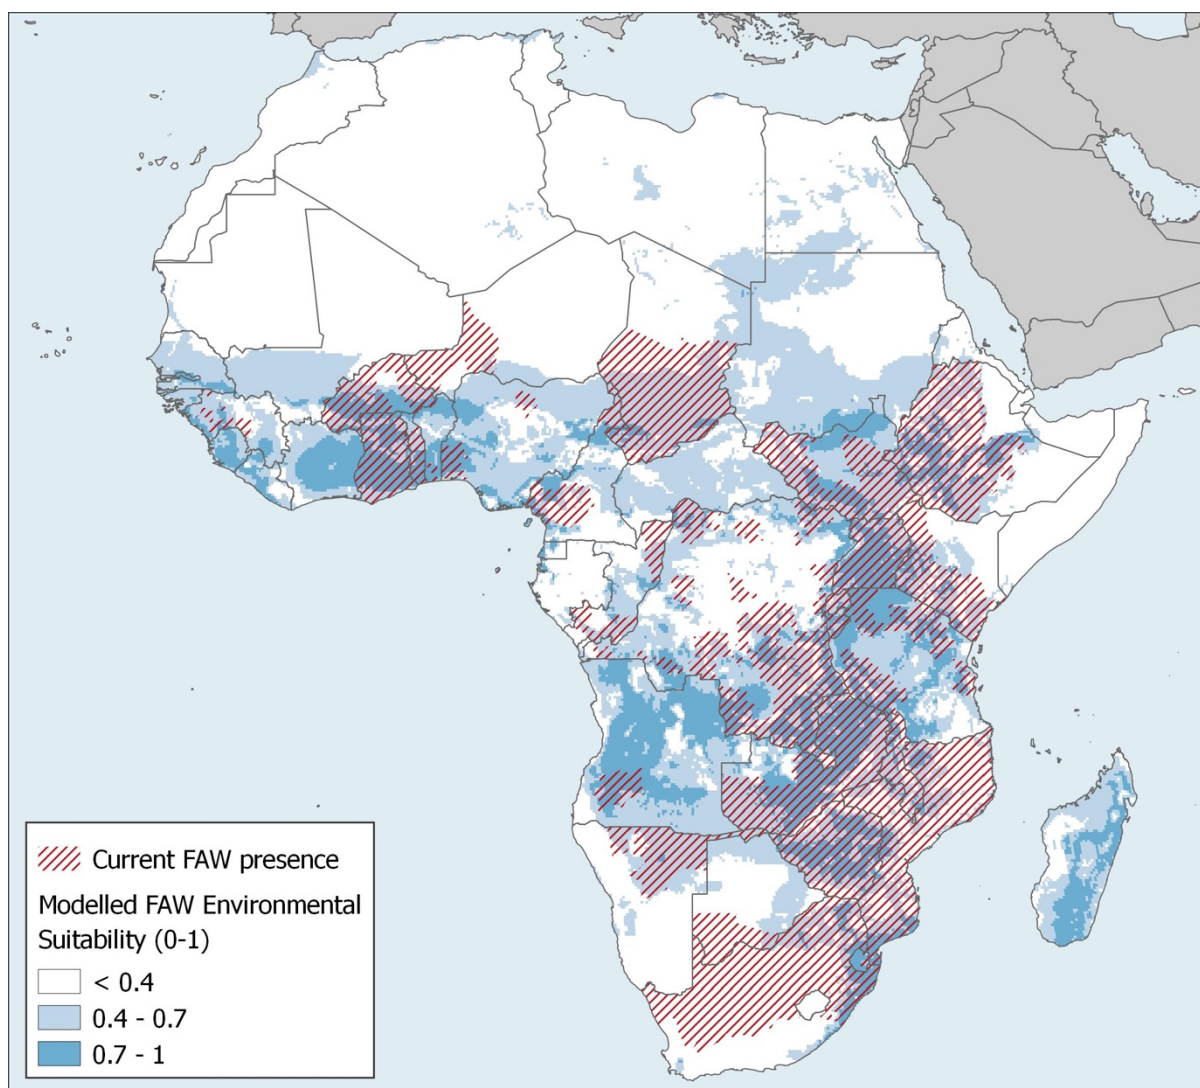 Current FAW presence
Modelled FAW Environmental
Suitability (0-1)
< 0.4
0.4 - 0.7
0.7 - 1